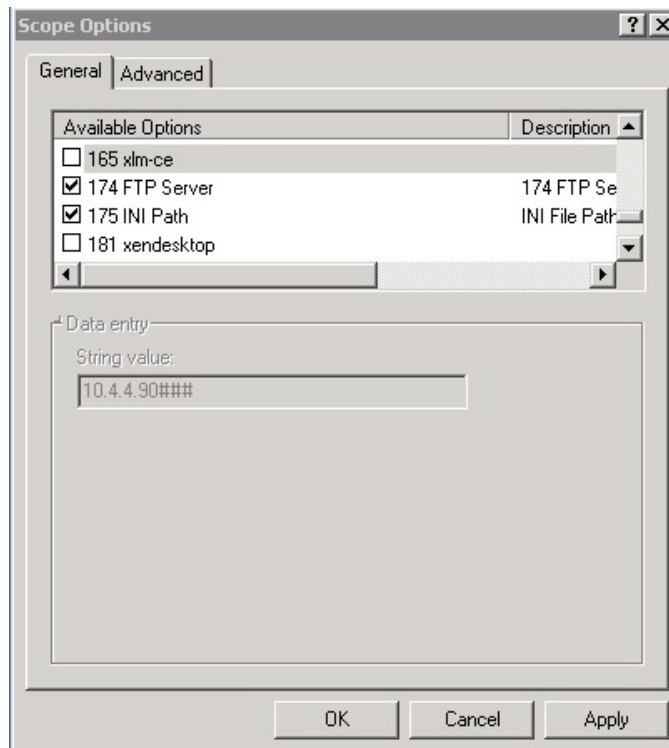 Scope Options
General Advanced
Available Options Description
165 xlm-ce
174 FTP Server 174 FTP Se
175 INI Path INI File Path
181 xendesktop
Data entry
String value:
10.4.4.90###
OK Cancel Apply